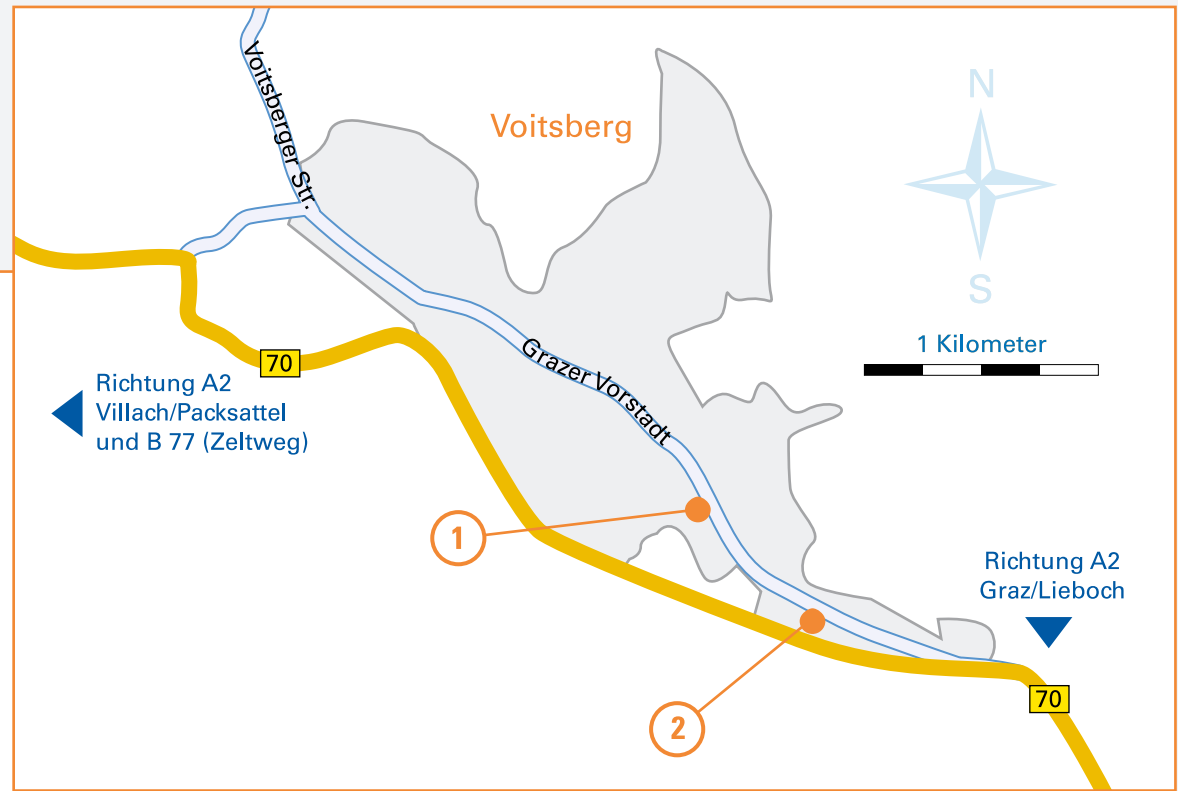 Voitsberger Str.
Voitsberg
N
S
1 Kilometer
70
Richtung A2
Villach/Packsattel
und B 77 (Zeltweg)
Grazer Vorstadt
1
Richtung A2
Graz/Lieboch
70
2